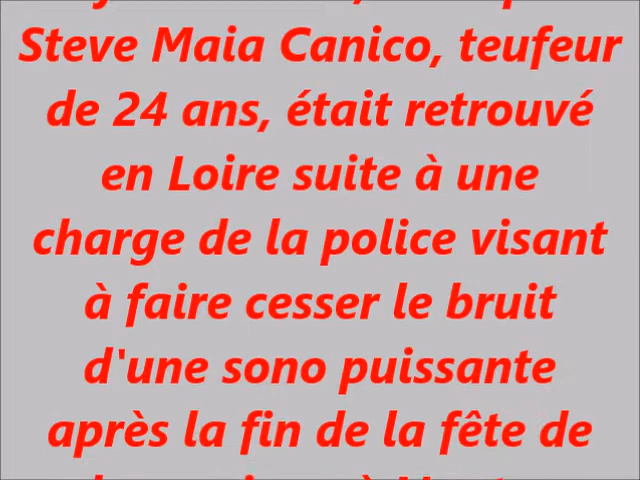 Steve Maia Canico, teufeur
de 24 ans, était retrouvé
en Loire suite à une
charge de la police visant
à faire cesser le bruit
d'une sono puissante
après la fin de la fête de